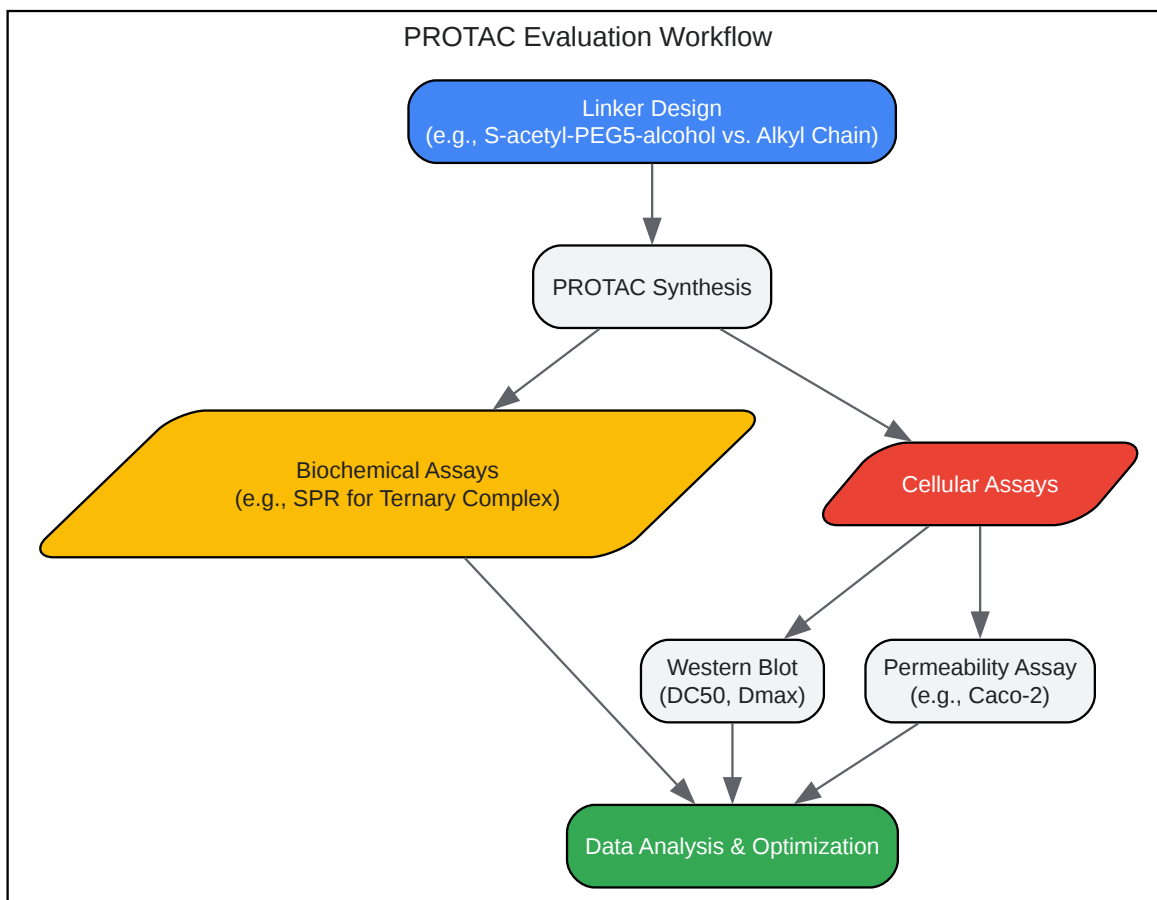 PROTAC Evaluation Workflow
Linker Design
(e.g., S-acetyl-PEG5-alcohol vs. Alkyl Chain)
PROTAC Synthesis
Biochemical Assays
(e.g., SPR for Ternary Complex)
Cellular Assays
Western Blot
(DC50, Dmax)
Permeability Assay
(e.g., Caco-2)
Data Analysis & Optimization